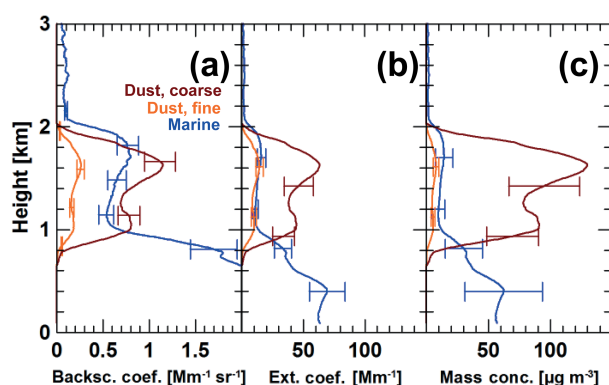 (a) (b) (c)
Dust, coarse
Dust, fine
Marine
Height [km]
3
2
1
0
0 0.5 1 1.5 50 100 50 100
Backsc. coef. [Mm⁻¹ sr⁻¹] Ext. coef. [Mm⁻¹] Mass conc. [µg m⁻³]